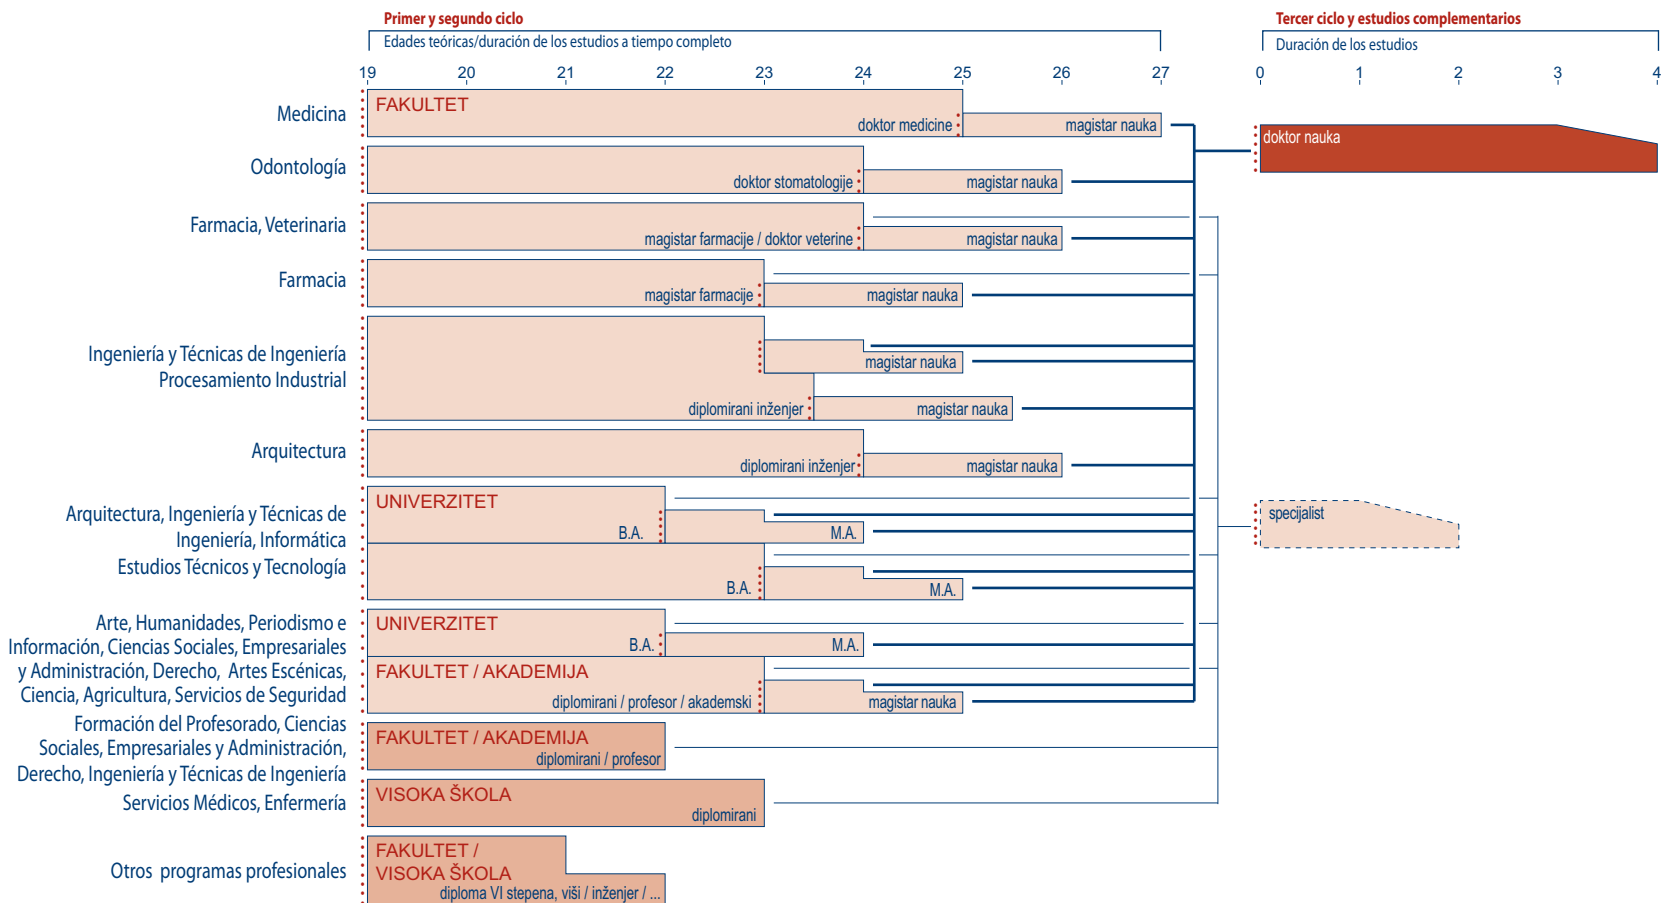 Primer y segundo ciclo
Edades teóricas/duración de los estudios a tiempo completo
19 20 21 22 23 24 25 26 27
Tercer ciclo y estudios complementarios
Duración de los estudios
0 1 2 3 4
Medicina
FAKULTET
doktor medicine
magistar nauka
doktor nauka
Odontología
doktor stomatologije
magistar nauka
Farmacia, Veterinaria
magistar farmacije / doktor veterine
magistar nauka
Farmacia
magistar farmacije
magistar nauka
Ingeniería y Técnicas de Ingeniería
Procesamiento Industrial
magistar nauka
diplomirani inženjer
magistar nauka
Arquitectura
diplomirani inženjer
magistar nauka
Arquitectura, Ingeniería y Técnicas de
Ingeniería, Informática
UNIVERZITET
B.A.
M.A.
specijalist
Estudios Técnicos y Tecnología
B.A.
M.A.
Arte, Humanidades, Periodismo e
Información, Ciencias Sociales, Empresariales
y Administración, Derecho, Artes Escénicas,
Ciencia, Agricultura, Servicios de Seguridad
UNIVERZITET
B.A.
M.A.
FAKULTET / AKADEMIJA
diplomirani / profesor / akademski
magistar nauka
Formación del Profesorado, Ciencias
Sociales, Empresariales y Administración,
Derecho, Ingeniería y Técnicas de Ingeniería
FAKULTET / AKADEMIJA
diplomirani / profesor
Servicios Médicos, Enfermería
VISOKA ŠKOLA
diplomirani
Otros programas profesionales
FAKULTET /
VISOKA ŠKOLA
diploma VI stepena, viši / inženjer / ...